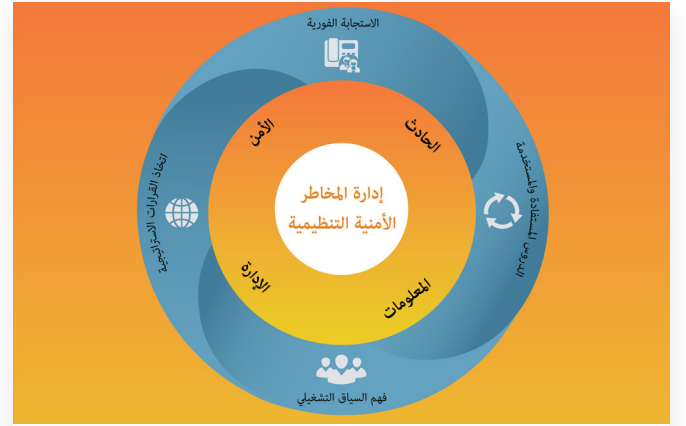 الاستجابة الفورية
الأمن
الحادث
اتخاذ القرارات الاستراتيجية
إدارة المخاطر
الأمنية التنظيمية
الدروس المستفادة والمستخدمة
الإدارة
المعلومات
فهم السياق التشغيلي